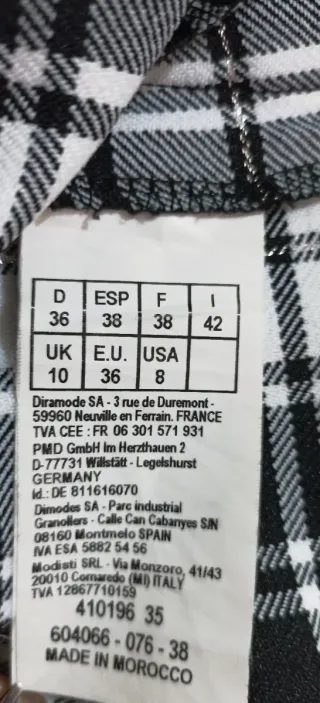 D ESP F I
36 38 38 42
UK E.U. USA
10 36 8
Diramode SA - 3 rue de Duremont -
59960 Neuville en Ferrain. FRANCE
TVA CEE : FR 06 301 571 931
PMD GmbH Im Herzthauen 2
D-77731 Willstätt - Legelshurst
GERMANY
Id.: DE 811616070
Dimodes SA - Parc industrial
Granollers - Calle Can Cabanyes S/N
08160 Montmelo SPAIN
IVA ESA 5882 54 56
Modisti SRL - Via Monzoro, 41/43
20010 Cornaredo (MI) ITALY
TVA 12867710159
410196 35
604066 - 076 - 38
MADE IN MOROCCO